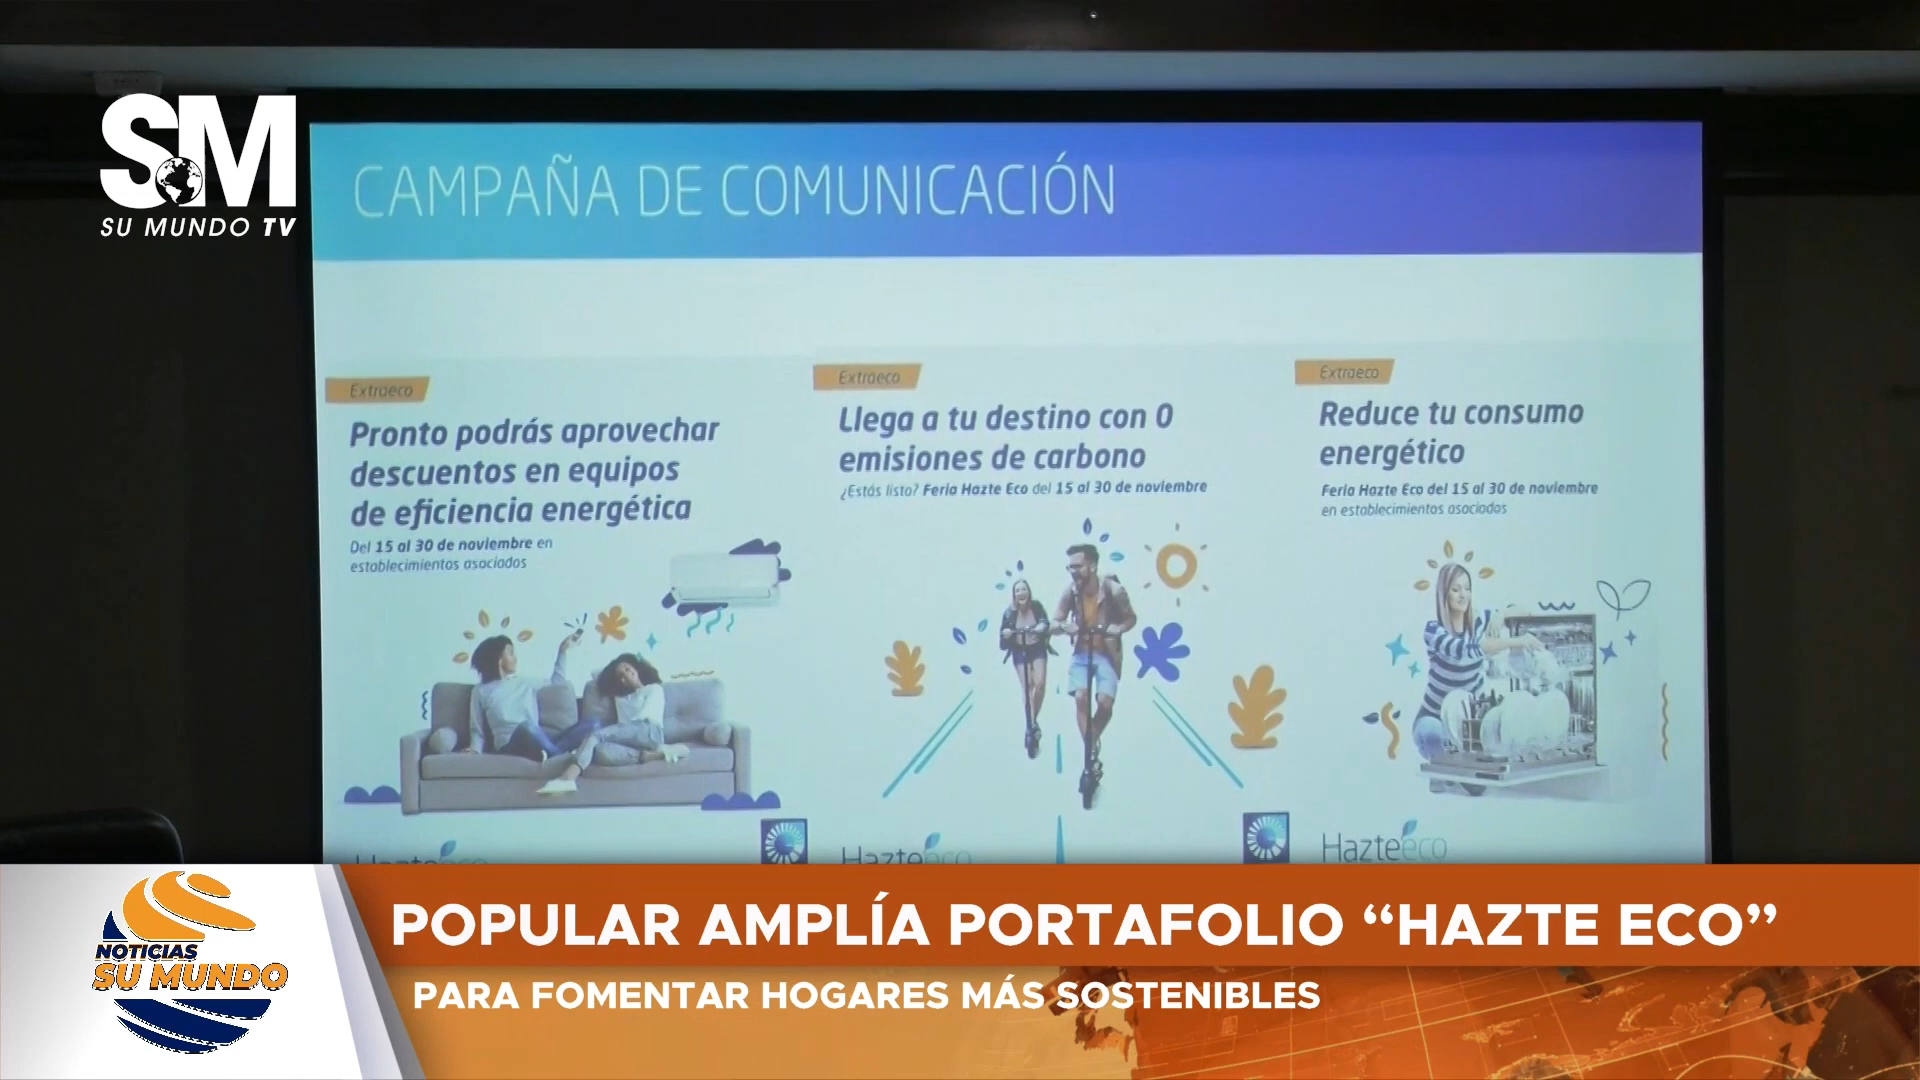 SM
SU MUNDO TV
CAMPAÑA DE COMUNICACIÓN
Extraeco
Pronto podrás aprovechar
descuentos en equipos
de eficiencia energética
Del 15 al 30 de noviembre en
establecimientos asociados
Hazteeco
Extraeco
Llega a tu destino con 0
emisiones de carbono
¿Estás listo? Feria Hazte Eco del 15 al 30 de noviembre
Hazteeco
Extraeco
Reduce tu consumo
energético
Feria Hazte Eco del 15 al 30 de noviembre
en establecimientos asociados
Hazteeco
NOTICIAS
SU MUNDO
POPULAR AMPLÍA PORTAFOLIO “HAZTE ECO”
PARA FOMENTAR HOGARES MÁS SOSTENIBLES